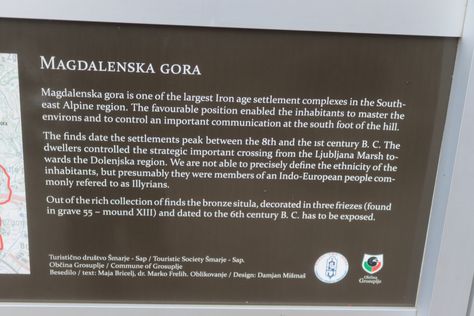 MAGDALENSKA GORA
Magdalenska gora is one of the largest Iron age settlement complexes in the South-
east Alpine region. The favourable position enabled the inhabitants to master the
environs and to control an important communication at the south foot of the hill.
The finds date the settlements peak between the 8th and the 1st century B. C. The
dwellers controlled the strategic important crossing from the Ljubljana Marsh to-
wards the Dolenjska region. We are not able to precisely define the ethnicity of the
inhabitants, but presumably they were members of an Indo-European people com-
monly refered to as Illyrians.
Out of the rich collection of finds the bronze situla, decorated in three friezes (found
in grave 55 – mound XIII) and dated to the 6th century B. C. has to be exposed.
Turistično društvo Šmarje - Sap / Touristic Society Šmarje - Sap.
Občina Grosuplje / Commune of Grosuplje
Besedilo / text: Maja Bricelj, dr. Marko Frelih. Oblikovanje / Design: Damjan Mišmaš
Občina
Grosuplje